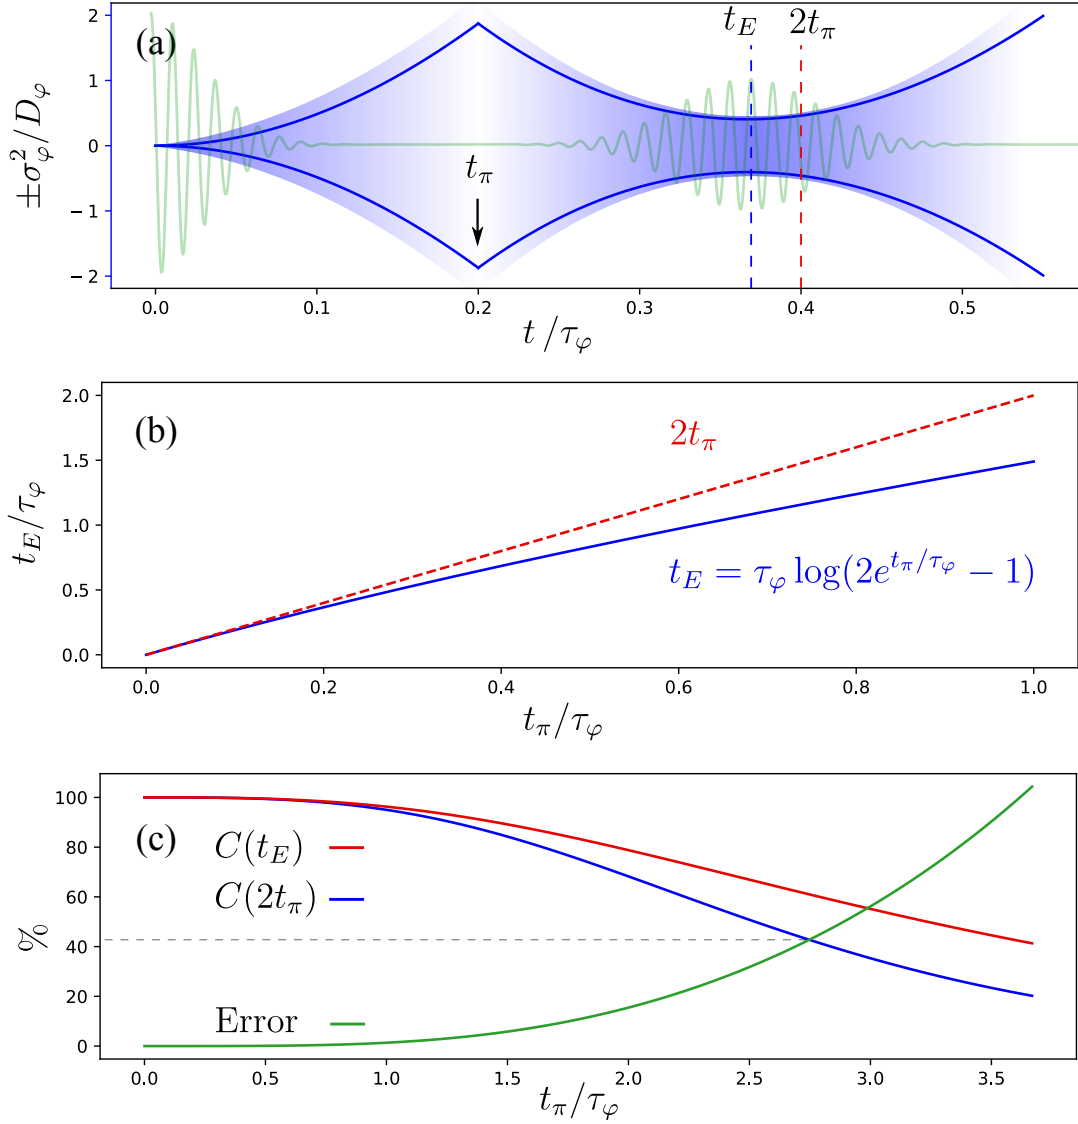 (a)
t_E 2t_π
±σ²_φ/D_φ
2
1
0
−1
−2
t_π
0.0 0.1 0.2 0.3 0.4 0.5
t/τ_φ
(b)
t_E/τ_φ
2.0
1.5
1.0
0.5
0.0
2t_π
t_E = τ_φ log(2e^{t_π/τ_φ} − 1)
0.0 0.2 0.4 0.6 0.8 1.0
t_π/τ_φ
(c)
%
100
80
60
40
20
0
C(t_E)
C(2t_π)
Error
0.0 0.5 1.0 1.5 2.0 2.5 3.0 3.5
t_π/τ_φ